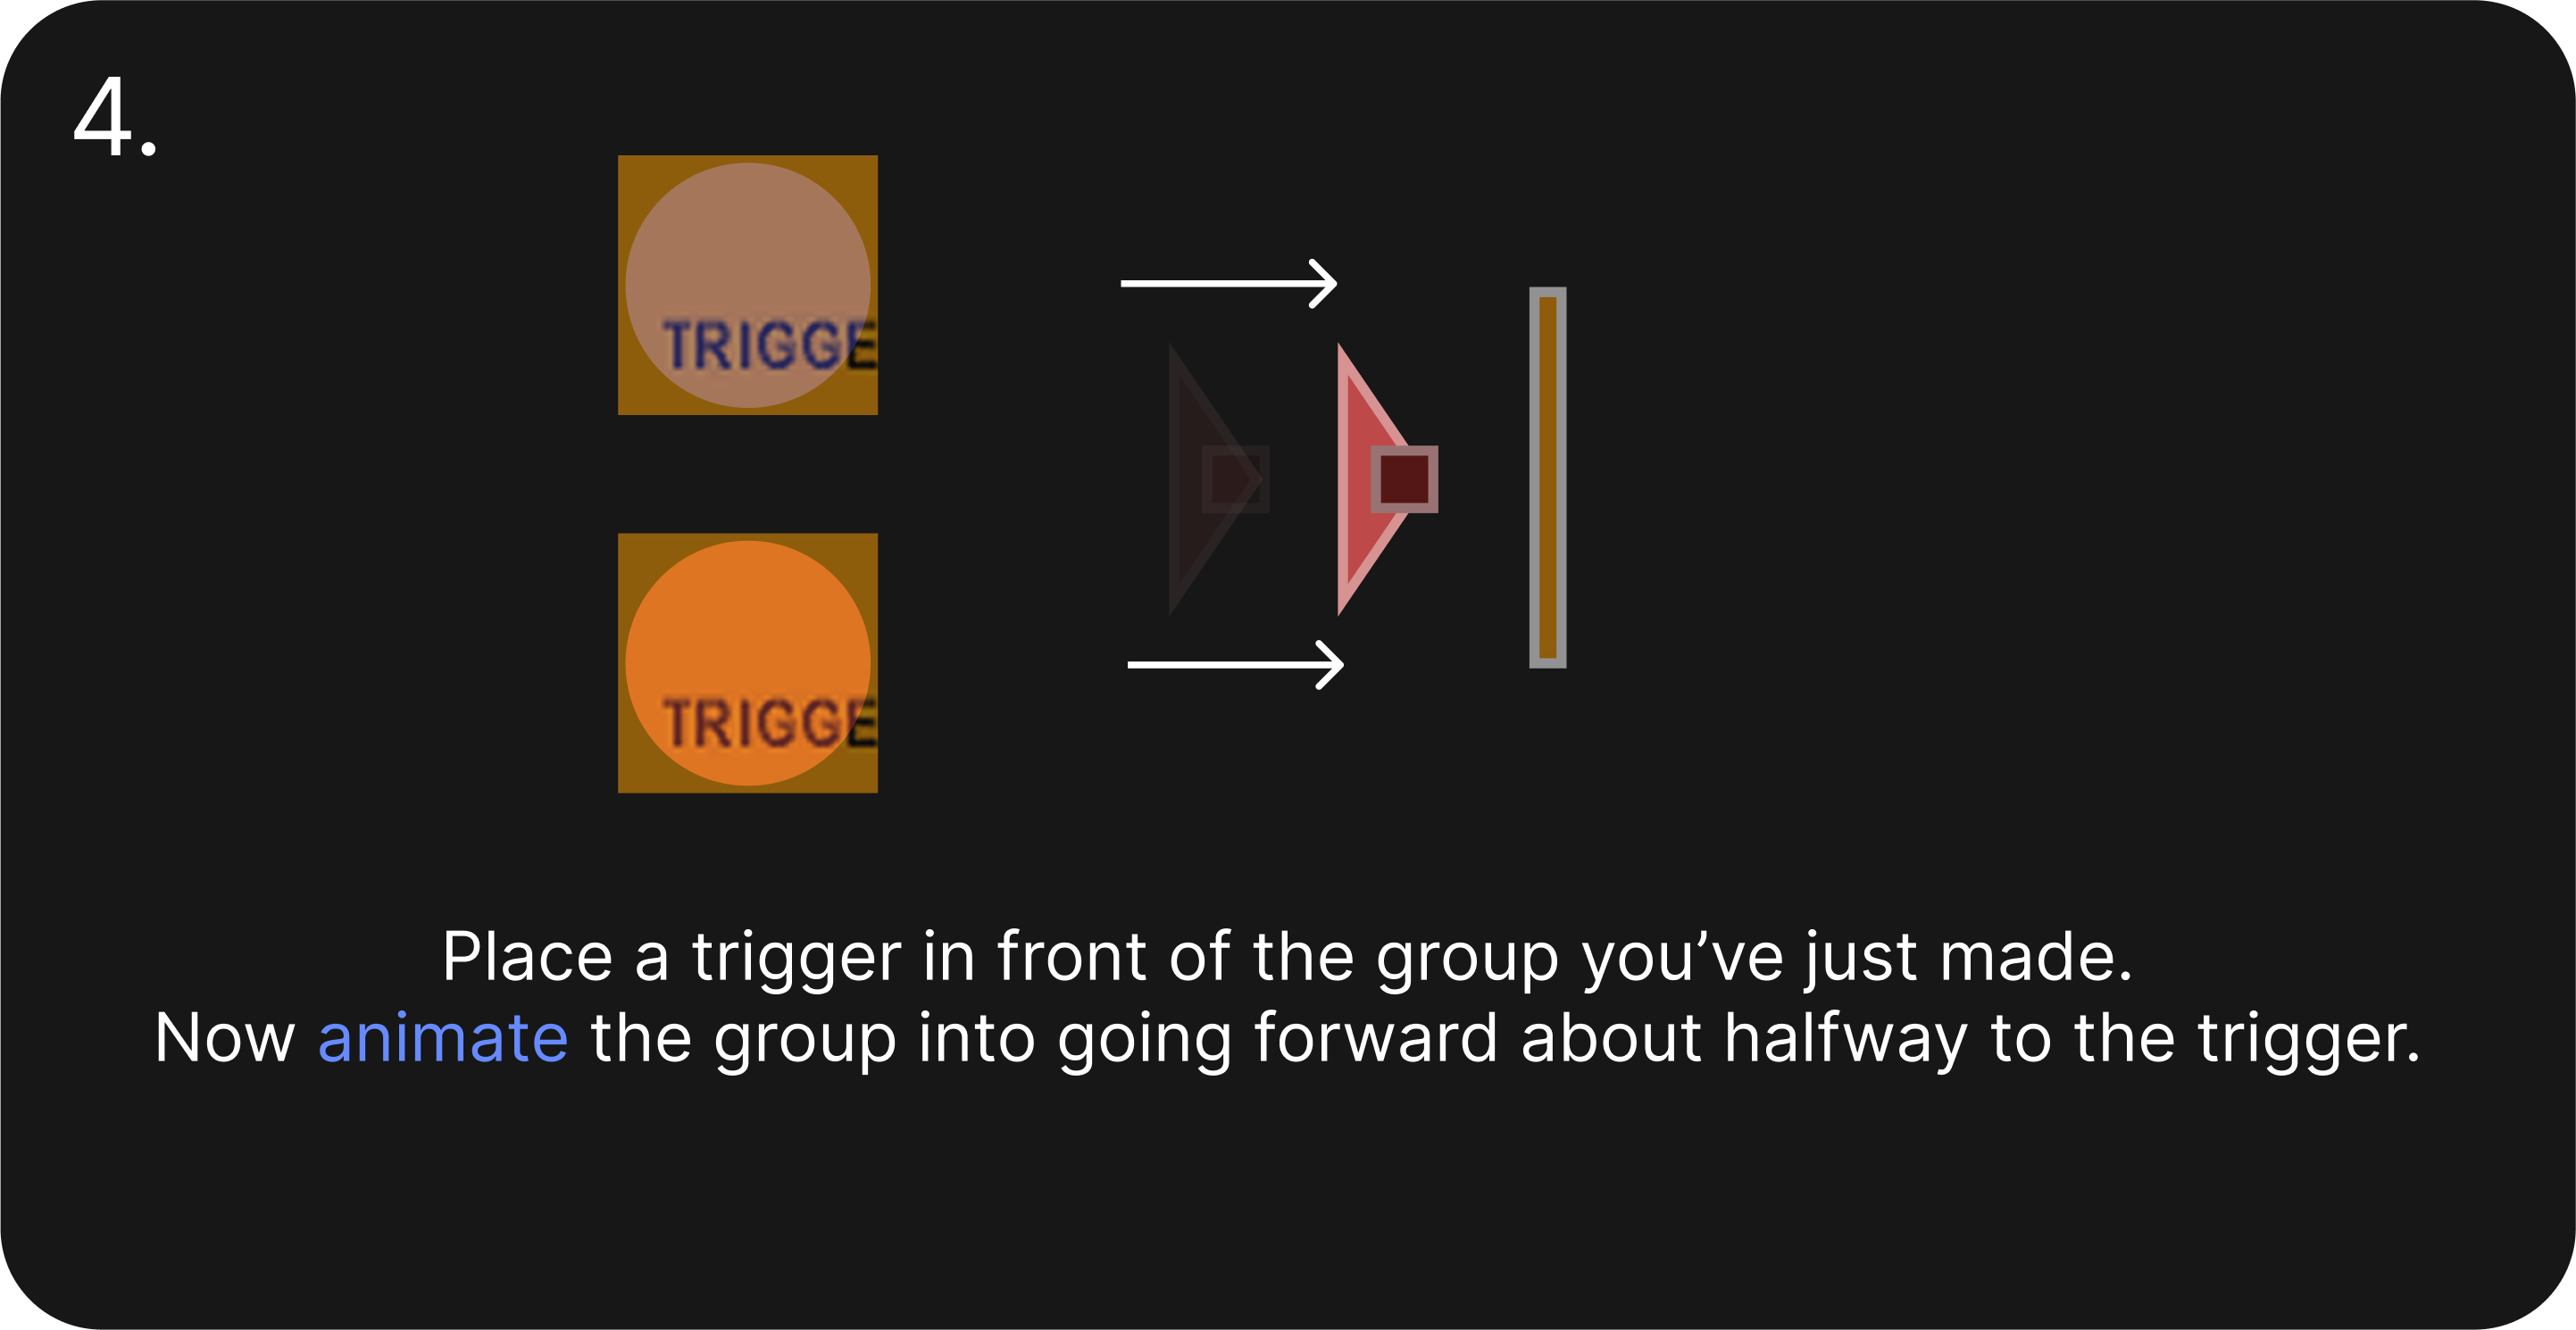 4.
TRIGGE
TRIGGE
Place a trigger in front of the group you’ve just made.
Now animate the group into going forward about halfway to the trigger.